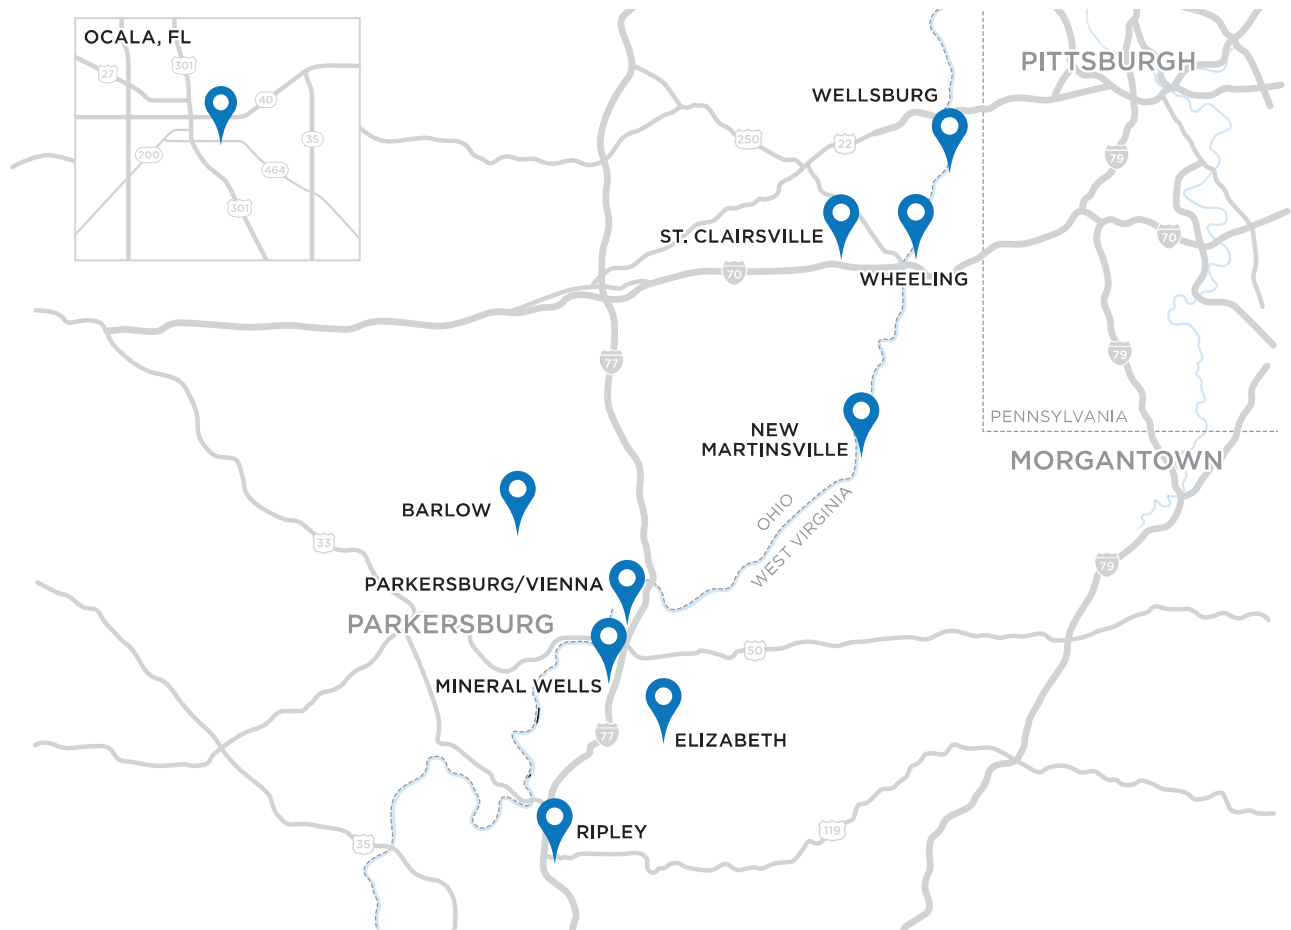 OCALA, FL
301
27
40
35
200
464
301
PITTSBURGH
WELLSBURG
250
22
79
ST. CLAIRSVILLE
70
WHEELING
70
77
79
PENNSYLVANIA
NEW
MARTINSVILLE
MORGANTOWN
OHIO
WEST VIRGINIA
BARLOW
33
79
PARKERSBURG/VIENNA
PARKERSBURG
50
MINERAL WELLS
77
ELIZABETH
RIPLEY
119
35